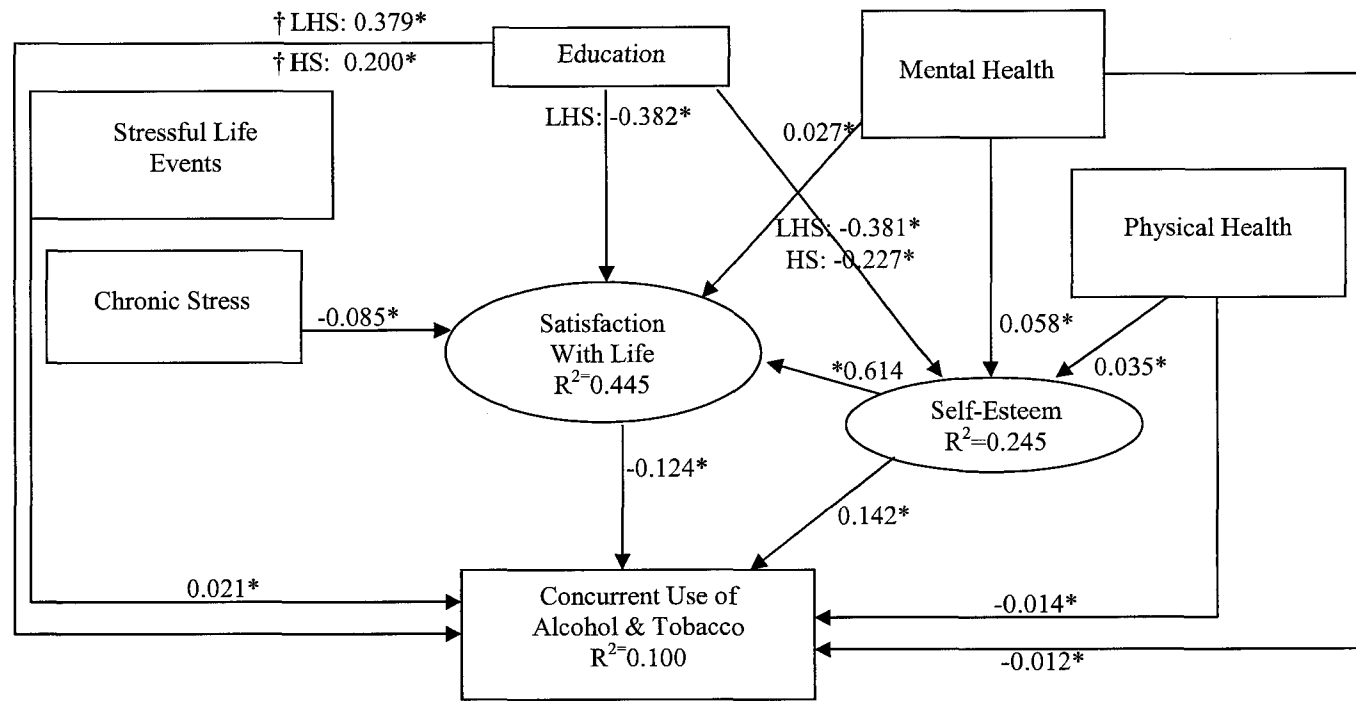 † LHS: 0.379*
† HS: 0.200*
Education
Mental Health
Stressful Life
Events
LHS: -0.382*
0.027*
LHS: -0.381*
HS: -0.227*
Physical Health
Chronic Stress
-0.085*
Satisfaction
With Life
R²⁼0.445
0.058*
0.035*
*0.614
Self-Esteem
R²=0.245
-0.124*
0.142*
0.021*
Concurrent Use of
Alcohol & Tobacco
R²⁼0.100
-0.014*
-0.012*